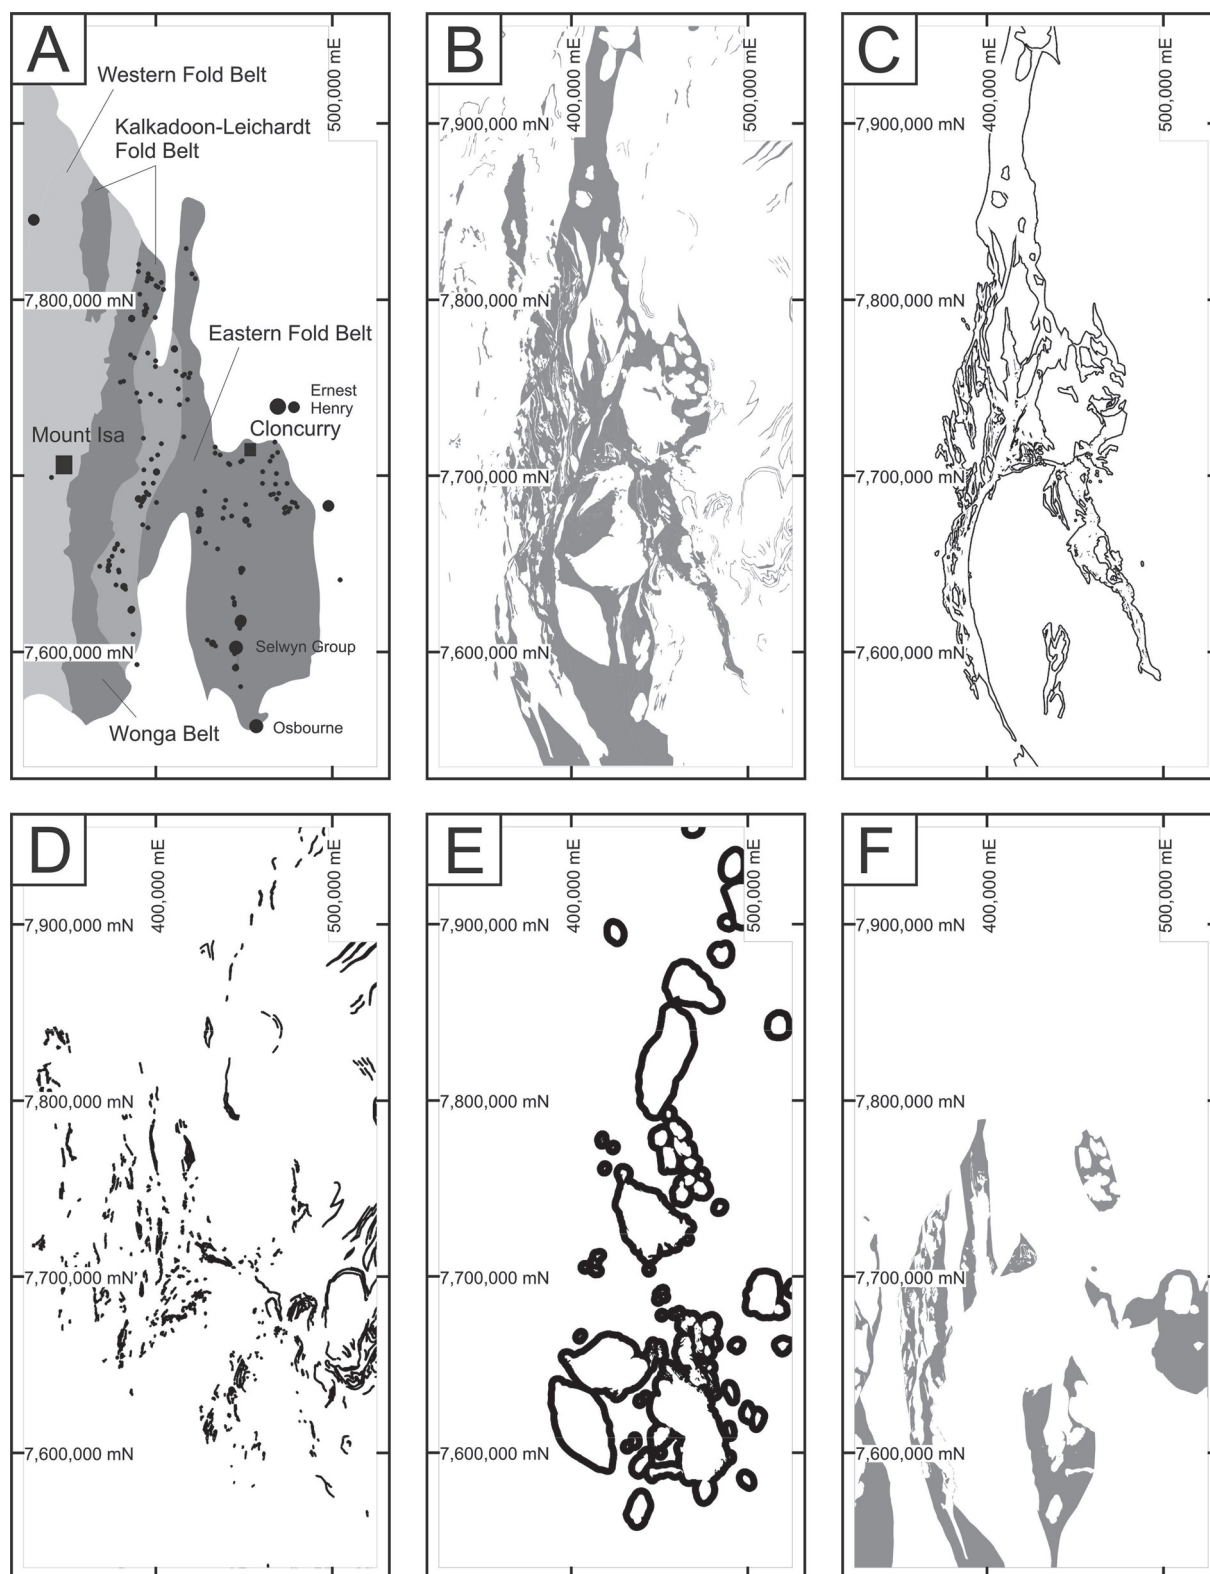 A
Western Fold Belt
Kalkadoon-Leichardt
Fold Belt
500,000 mE
7,800,000 mN
Eastern Fold Belt
Ernest
Henry
Cloncurry
Mount Isa
7,600,000 mN
Selwyn Group
Wonga Belt
Osbourne
B
400,000 mE
500,000 mE
7,900,000 mN
7,800,000 mN
7,700,000 mN
7,600,000 mN
C
400,000 mE
500,000 mE
7,900,000 mN
7,800,000 mN
7,700,000 mN
7,600,000 mN
D
400,000 mE
500,000 mE
7,900,000 mN
7,800,000 mN
7,700,000 mN
7,600,000 mN
E
400,000 mE
500,000 mE
7,900,000 mN
7,800,000 mN
7,700,000 mN
7,600,000 mN
F
400,000 mE
500,000 mE
7,900,000 mN
7,800,000 mN
7,700,000 mN
7,600,000 mN